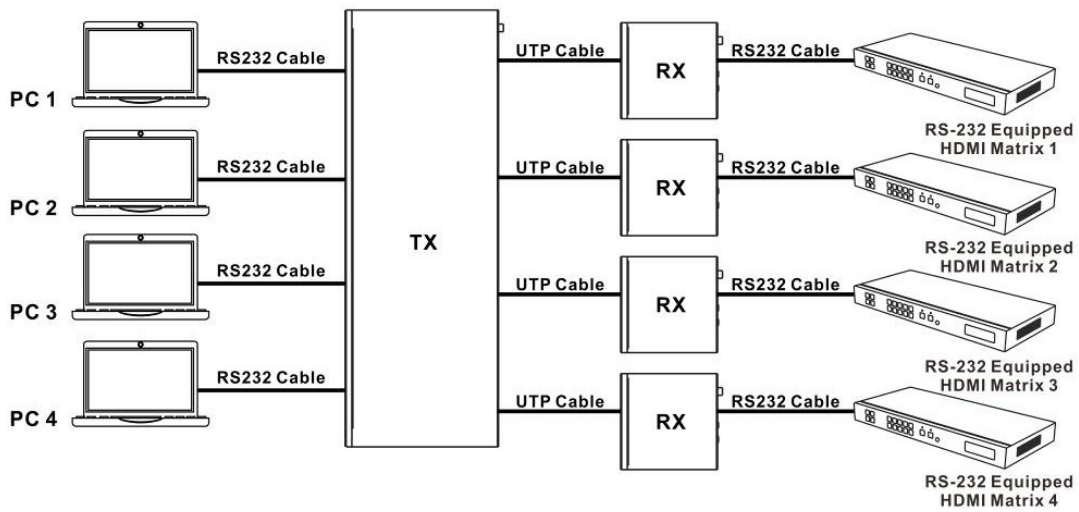 RS232 Cable
PC 1
RS232 Cable
PC 2
RS232 Cable
PC 3
RS232 Cable
PC 4
TX
UTP Cable
RX
RS232 Cable
RS-232 Equipped
HDMI Matrix 1
UTP Cable
RX
RS232 Cable
RS-232 Equipped
HDMI Matrix 2
UTP Cable
RX
RS232 Cable
RS-232 Equipped
HDMI Matrix 3
UTP Cable
RX
RS232 Cable
RS-232 Equipped
HDMI Matrix 4